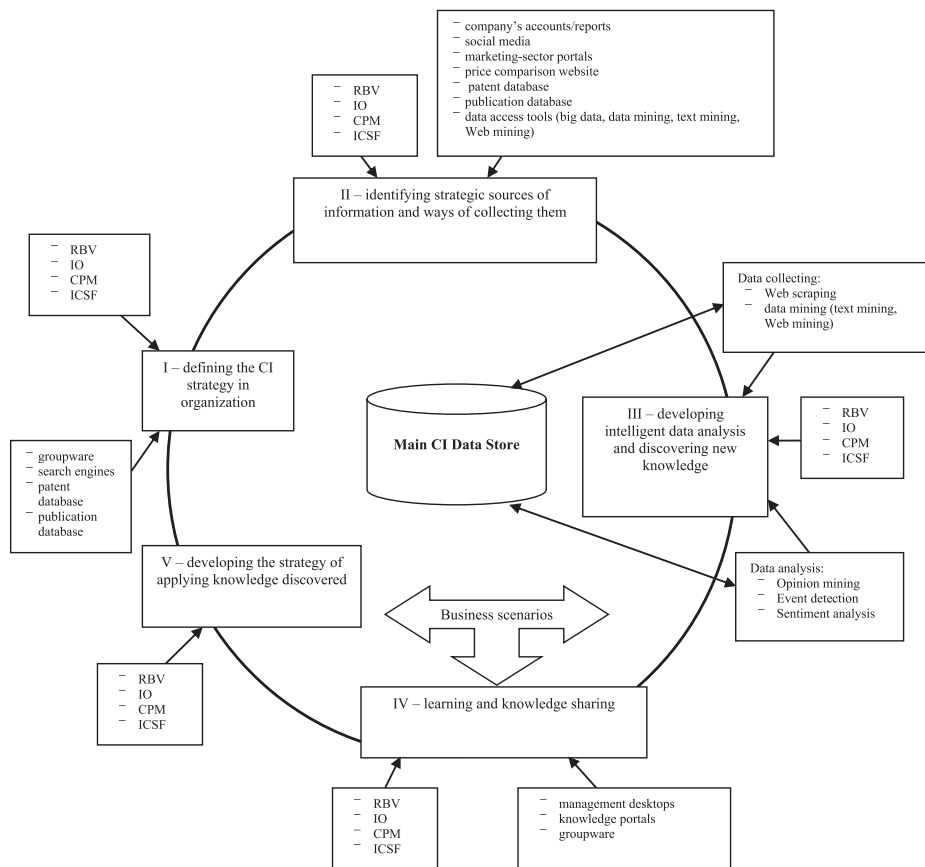 – company’s accounts/reports
– social media
– marketing-sector portals
– price comparison website
– patent database
– publication database
– data access tools (big data, data mining, text mining,
Web mining)
– RBV
– IO
– CPM
– ICSF
II – identifying strategic sources of
information and ways of collecting them
– RBV
– IO
– CPM
– ICSF
Data collecting:
– Web scraping
– data mining (text mining,
Web mining)
I – defining the CI
strategy in
organization
Main CI Data Store
III – developing
intelligent data analysis
and discovering new
knowledge
– RBV
– IO
– CPM
– ICSF
– groupware
– search engines
– patent
database
– publication
database
V – developing the strategy of
applying knowledge discovered
Data analysis:
– Opinion mining
– Event detection
– Sentiment analysis
Business scenarios
– RBV
– IO
– CPM
– ICSF
IV – learning and knowledge sharing
– RBV
– IO
– CPM
– ICSF
– management desktops
– knowledge portals
– groupware